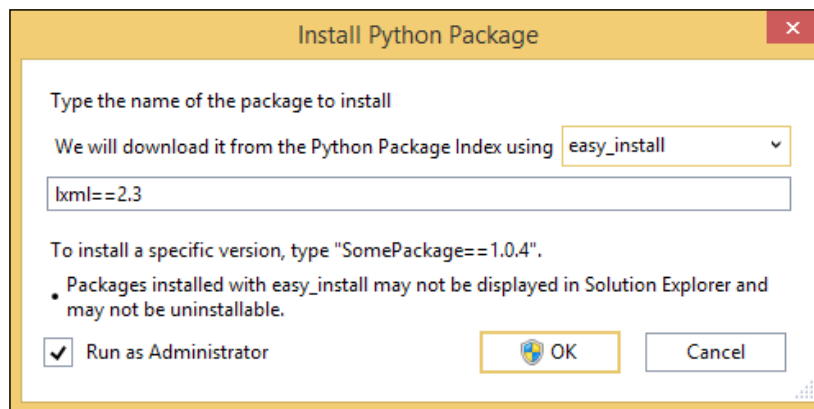 Install Python Package
Type the name of the package to install
We will download it from the Python Package Index using easy_install
lxml==2.3
To install a specific version, type "SomePackage==1.0.4".
• Packages installed with easy_install may not be displayed in Solution Explorer and
may not be uninstallable.
Run as Administrator OK Cancel